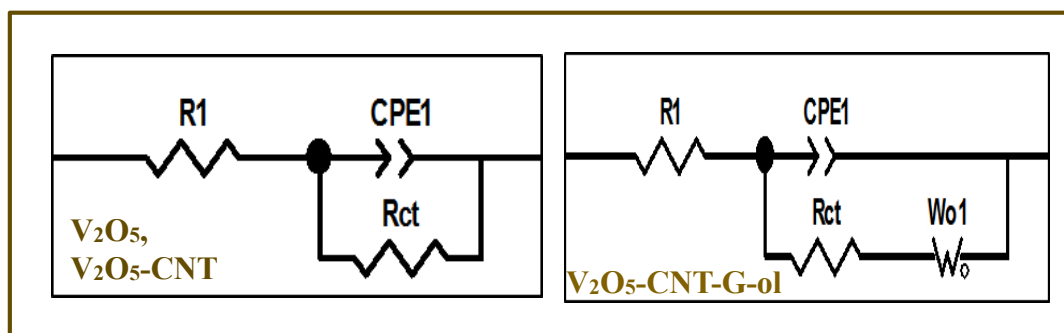 R1
CPE1
Rct
V₂O₅,
V₂O₅-CNT
R1
CPE1
Rct
Wo1
V₂O₅-CNT-G-ol